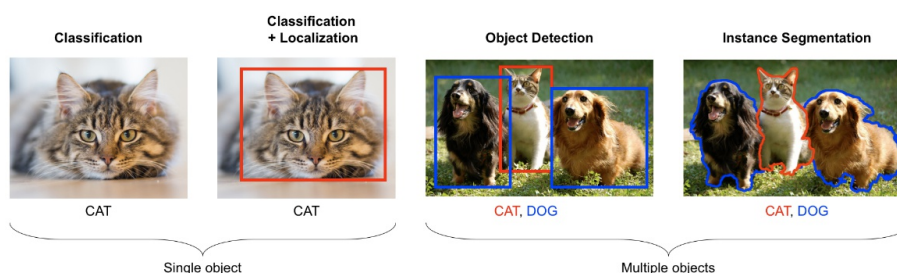 Classification
Classification
+ Localization
Object Detection
Instance Segmentation
CAT
CAT
CAT, DOG
CAT, DOG
Single object
Multiple objects